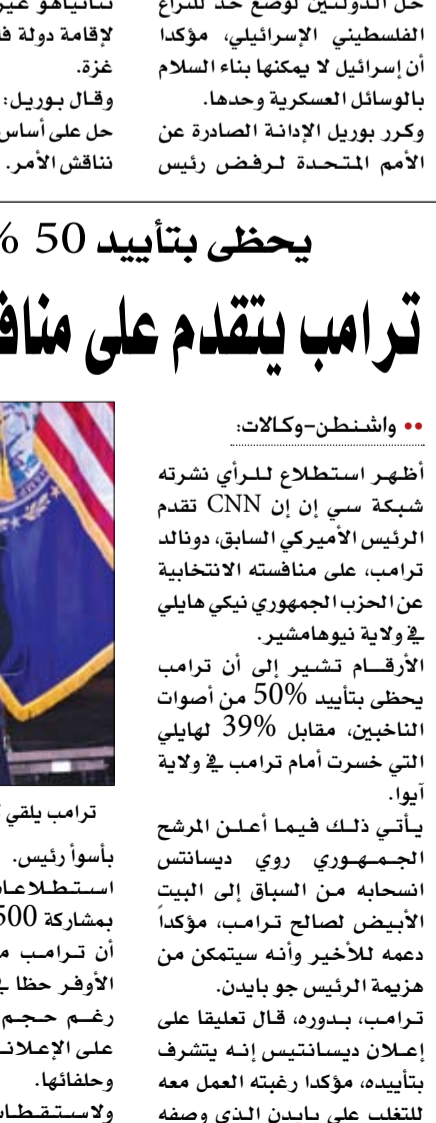 حل الدولتين لوضع حد للنزاع
الفلسطيني الإسرائيلي، مؤكدا
أن إسرائيل لا يمكنها بناء السلام
بالوسائل العسكرية وحدها.
وكرر بوريل الإدانة الصادرة عن
الأمم المتحدة لرفض رئيس
لإقامة دولة
غزة.
وقال بوريل:
حل على أساس
نناقش الأمر.
يحظى بتأييد 50 %
ترامب يتقدم على
•• واشنطن-وكالات:
أظهر استطلاع للرأي نشرته
شبكة سي إن إن CNN تقدم
الرئيس الأميركي السابق، دونالد
ترامب، على منافسته الانتخابية
عن الحزب الجمهوري نيكي هايلي
في ولاية نيوهامشير.
الأرقام تشير إلى أن ترامب
يحظى بتأييد 50% من أصوات
الناخبين، مقابل 39% لهايلي
التي خسرت أمام ترامب في ولاية
آيوا.
يأتي ذلك فيما أعلن المرشح
الجمهوري روي ديسانتس
انسحابه من السباق إلى البيت
الأبيض لصالح ترامب، مؤكداً
دعمه للأخير وأنه سيتمكن من
هزيمة الرئيس جو بايدن.
ترامب، بدوره، قال تعليقا على
إعلان ديسانتيس إنه يتشرف
بتأييده، مؤكدا رغبته العمل معه
للتغلب على بايدن الذي وصفه
ترامب يلقي
بأسوأ رئيس.
بمشاركة 500
أن ترامب
الأوفر حظا
رغم حجم
على
وحلفائها.